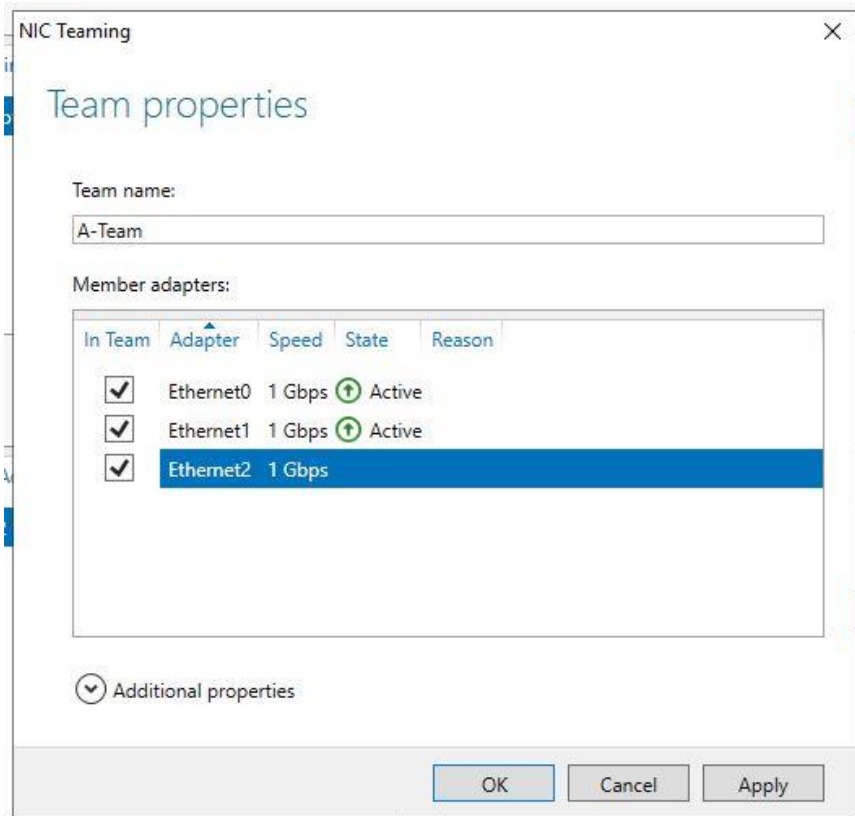 NIC Teaming
Team properties
Team name:
A-Team
Member adapters:
In Team Adapter Speed State Reason
Ethernet0 1 Gbps Active
Ethernet1 1 Gbps Active
Ethernet2 1 Gbps
Additional properties
OK Cancel Apply